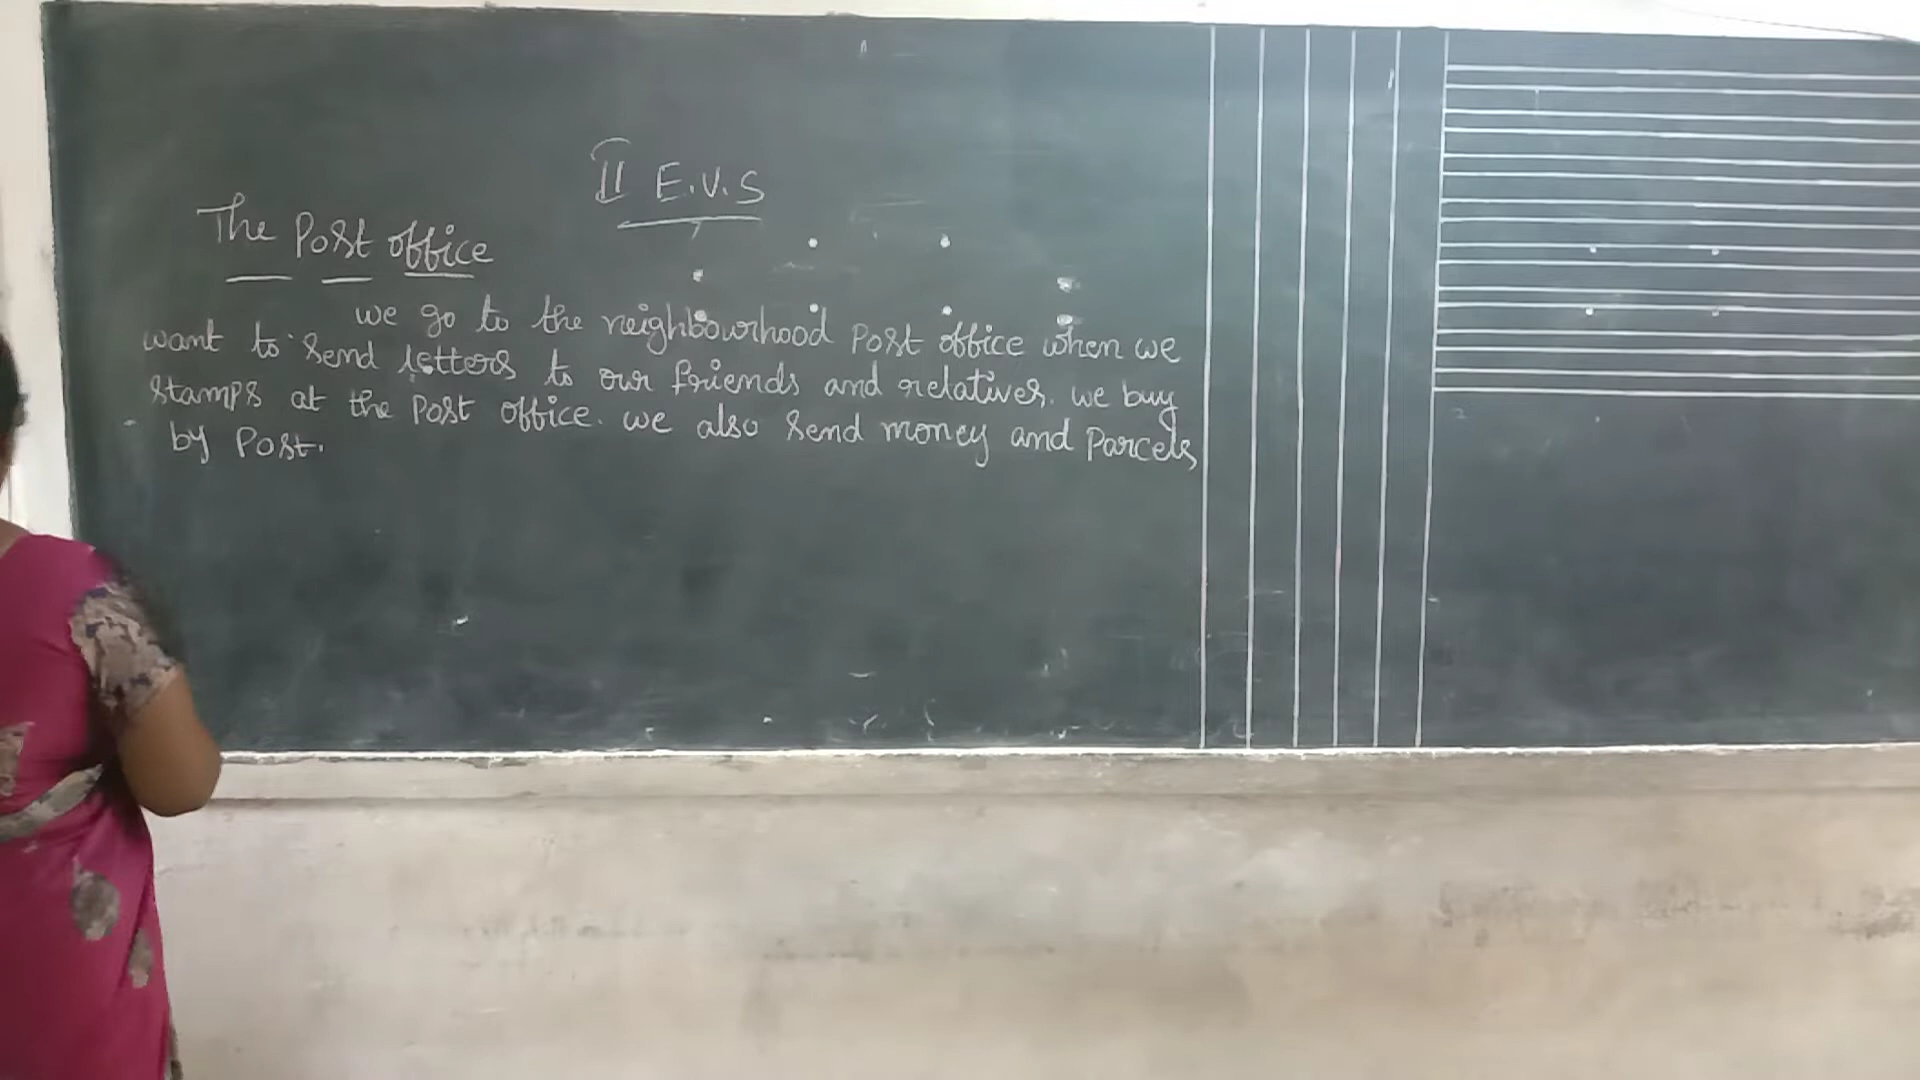 II E.V.S
The Post office
we go to the neighbourhood Post office when we
want to send letters to our friends and relatives. we buy
stamps at the Post office. we also send money and Parcels
by Post.